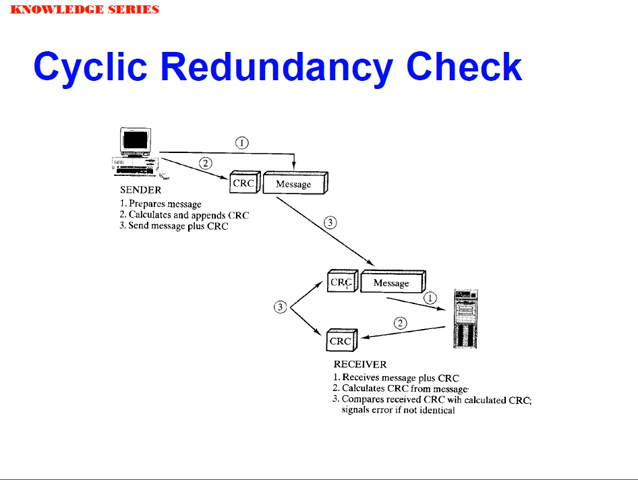 KNOWLEDGE SERIES
Cyclic Redundancy Check
1
2
CRC
Message
SENDER
1. Prepares message
2. Calculates and appends CRC
3. Send message plus CRC
3
CRC
Message
1
3
2
CRC
RECEIVER
1. Receives message plus CRC
2. Calculates CRC from message
3. Compares received CRC wih calculated CRC;
signals error if not identical